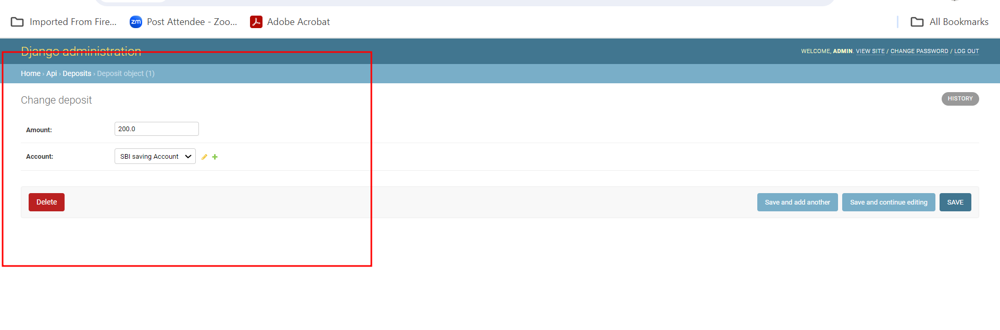 Imported From Fire... Post Attendee - Zoo... Adobe Acrobat All Bookmarks
Django administration WELCOME, ADMIN. VIEW SITE / CHANGE PASSWORD / LOG OUT
Home › Api › Deposits › Deposit object (1)
Change deposit HISTORY
Amount: 200.0
Account: SBI saving Account
Delete Save and add another Save and continue editing SAVE